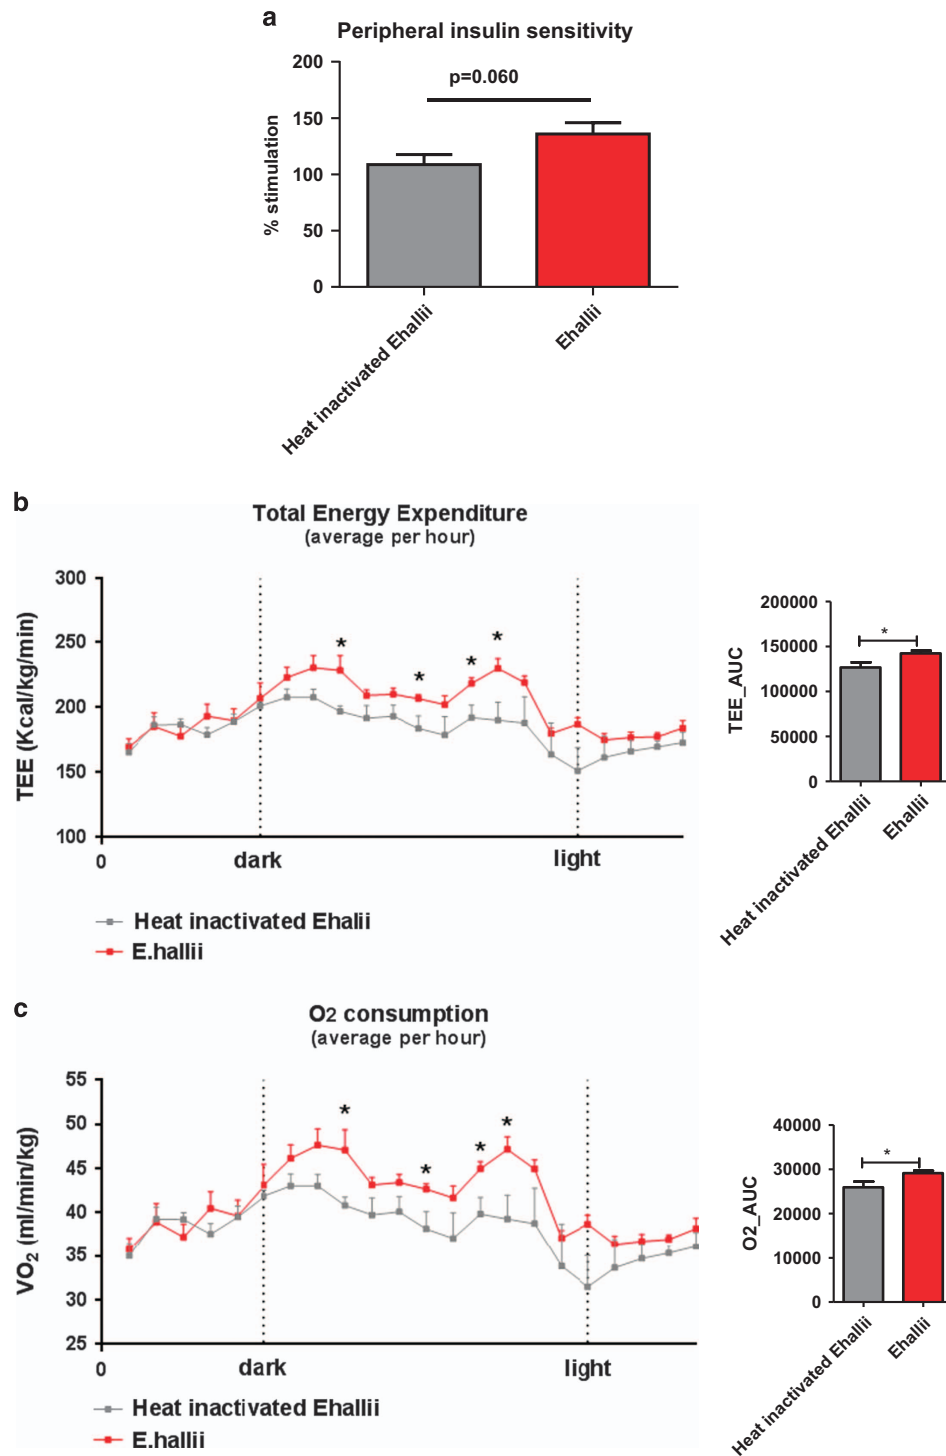 a
Peripheral insulin sensitivity
p=0.060
% stimulation
200
150
100
50
0
Heat inactivated Ehallii
Ehallii
b
Total Energy Expenditure
(average per hour)
TEE (Kcal/kg/min)
300
250
200
150
100
0
dark
light
* * * *
Heat inactivated Ehalii
E.hallii
TEE_AUC
200000
150000
100000
50000
0
*
Heat inactivated Ehallii
Ehallii
c
O2 consumption
(average per hour)
VO2 (ml/min/kg)
55
50
45
40
35
30
25
0
dark
light
* * * *
Heat inactivated Ehallii
E.hallii
O2_AUC
40000
30000
20000
10000
0
*
Heat inactivated Ehallii
Ehallii